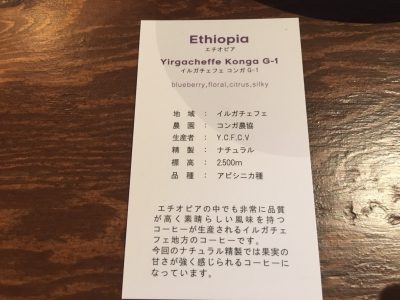 Ethiopia
エチオピア
Yirgacheffe Konga G-1
イルガチェフェ コンガ G-1
blueberry,floral,citrus,silky
地　域　：　イルガチェフェ
農　園　：　コンガ農協
生産者　：　Y.C.F.C.V
精　製　：　ナチュラル
標　高　：　2,500m
品　種　：　アビシニカ種
エチオピアの中でも非常に品質
が高く素晴らしい風味を持つ
コーヒーが生産されるイルガチェ
フェ地方のコーヒーです。
今回のナチュラル精製では果実の
甘さが強く感じられるコーヒーに
なっています。